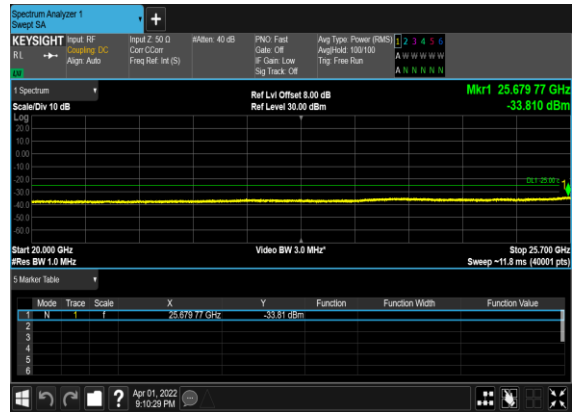 Spectrum Analyzer 1
Swept SA
+
KEYSIGHT Input: RF Input Z: 50 Ω #Atten: 40 dB PNO: Fast Avg Type: Power (RMS) 1 2 3 4 5 6
R L Coupling: DC Corr CCorr Gate: Off Avg|Hold: 100/100 A W W W W W
Align: Auto Freq Ref: Int (S) IF Gain: Low Trig: Free Run
Sig Track: Off A N N N N N
1 Spectrum Ref Lvl Offset 8.00 dB Mkr1 25.679 77 GHz
Scale/Div 10 dB Ref Level 30.00 dBm -33.810 dBm
Log
20.0
10.0
0.00
-10.0
-20.0
DL1 -25.00
1
-30.0
-40.0
-50.0
-60.0
Start 20.000 GHz Video BW 3.0 MHz* Stop 25.700 GHz
#Res BW 1.0 MHz Sweep ~11.8 ms (40001 pts)
5 Marker Table
Mode Trace Scale X Y Function Function Width Function Value
1 N 1 f 25.679 77 GHz -33.81 dBm
2
3
4
5
6
? Apr 01, 2022
9:10:29 PM